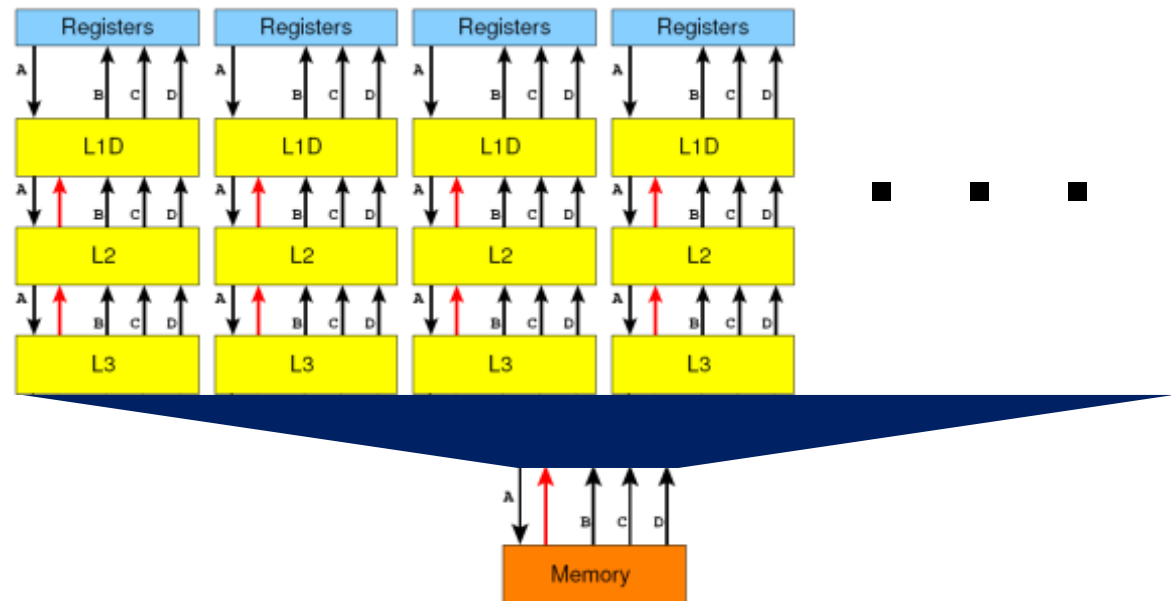 Registers Registers Registers Registers
A B C D A B C D A B C D A B C D
L1D L1D L1D L1D
A B C D A B C D A B C D A B C D
L2 L2 L2 L2
A B C D A B C D A B C D A B C D
L3 L3 L3 L3
A B C D
Memory